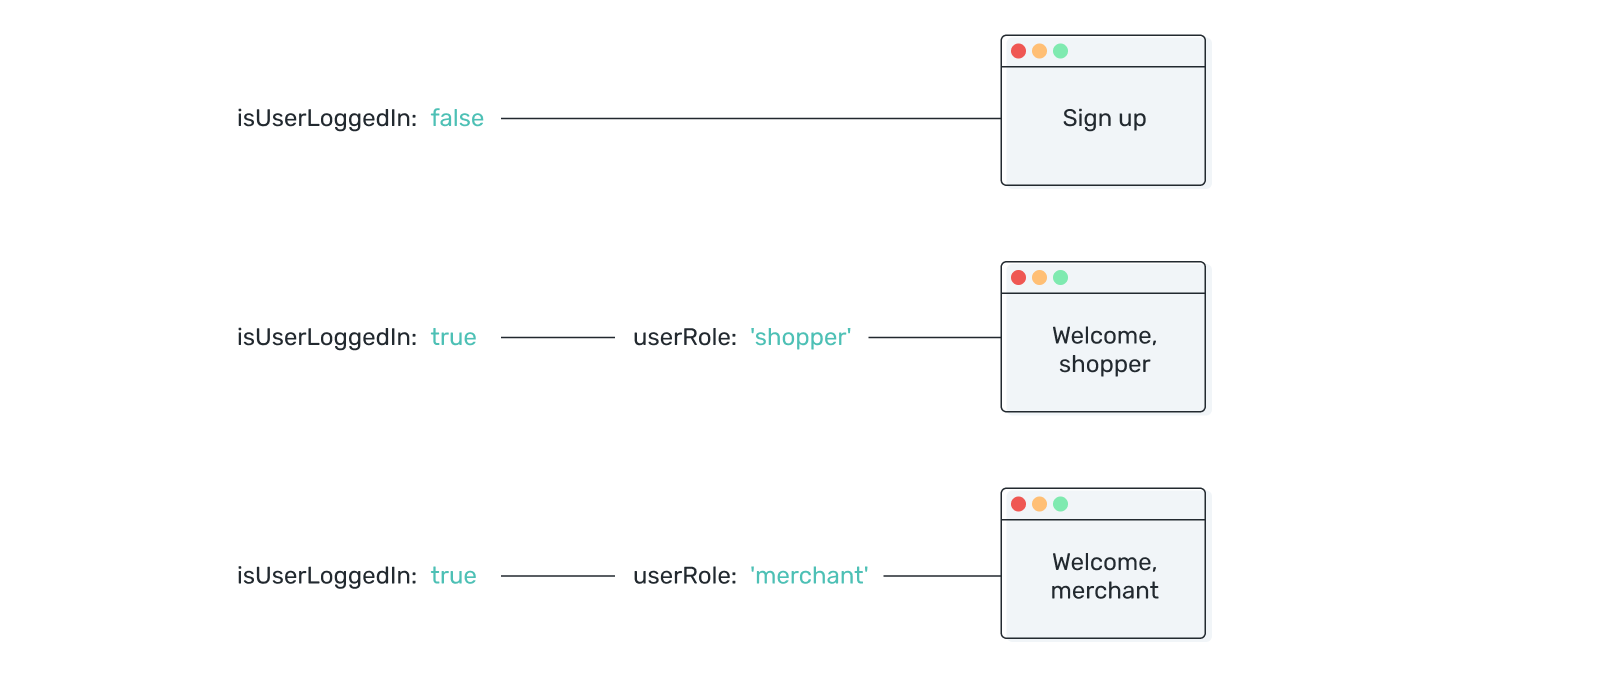 isUserLoggedIn: false
Sign up
isUserLoggedIn: true
userRole: 'shopper'
Welcome,
shopper
isUserLoggedIn: true
userRole: 'merchant'
Welcome,
merchant